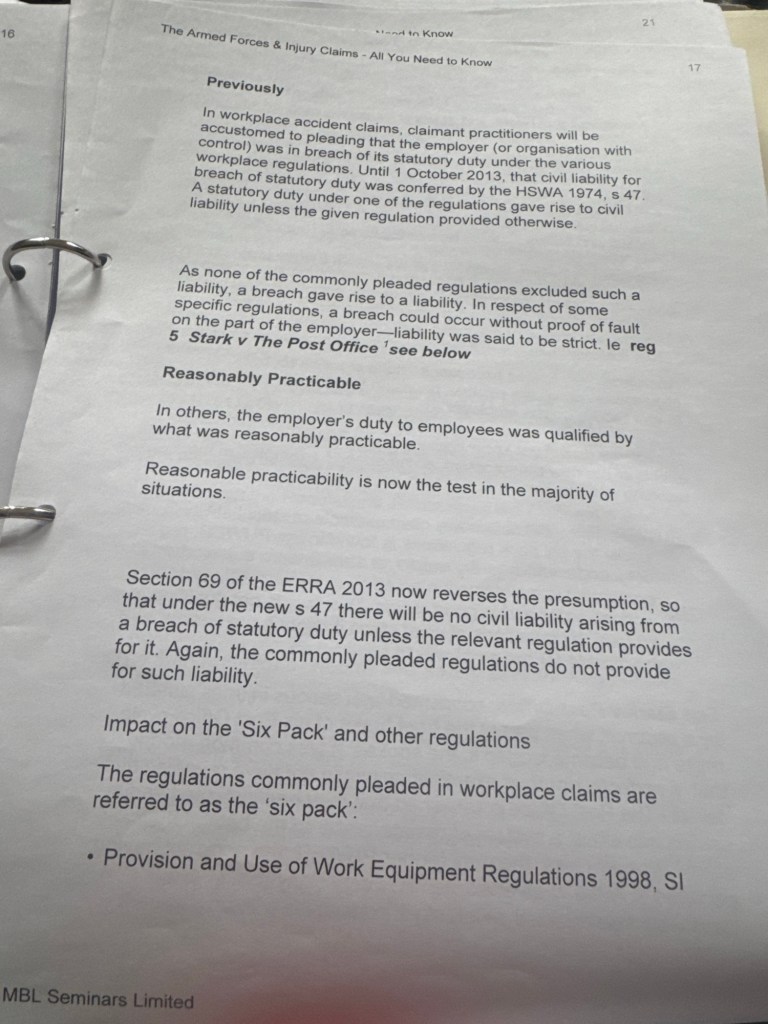 16
21
to Know
The Armed Forces & Injury Claims - All You Need to Know
17
Previously
In workplace accident claims, claimant practitioners will be
accustomed to pleading that the employer (or organisation with
control) was in breach of its statutory duty under the various
workplace regulations. Until 1 October 2013, that civil liability for
breach of statutory duty was conferred by the HSWA 1974, s 47.
A statutory duty under one of the regulations gave rise to civil
liability unless the given regulation provided otherwise.
As none of the commonly pleaded regulations excluded such a
liability, a breach gave rise to a liability. In respect of some
specific regulations, a breach could occur without proof of fault
on the part of the employer—liability was said to be strict. Ie reg
5 Stark v The Post Office ¹see below
Reasonably Practicable
In others, the employer's duty to employees was qualified by
what was reasonably practicable.
Reasonable practicability is now the test in the majority of
situations.
Section 69 of the ERRA 2013 now reverses the presumption, so
that under the new s 47 there will be no civil liability arising from
a breach of statutory duty unless the relevant regulation provides
for it. Again, the commonly pleaded regulations do not provide
for such liability.
Impact on the 'Six Pack' and other regulations
The regulations commonly pleaded in workplace claims are
referred to as the 'six pack':
• Provision and Use of Work Equipment Regulations 1998, SI
MBL Seminars Limited